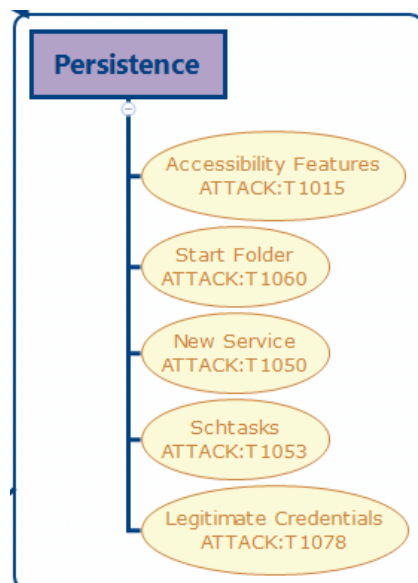 Persistence
Accessibility Features
ATTACK:T1015
Start Folder
ATTACK:T1060
New Service
ATTACK:T1050
Schtasks
ATTACK:T1053
Legitimate Credentials
ATTACK:T1078